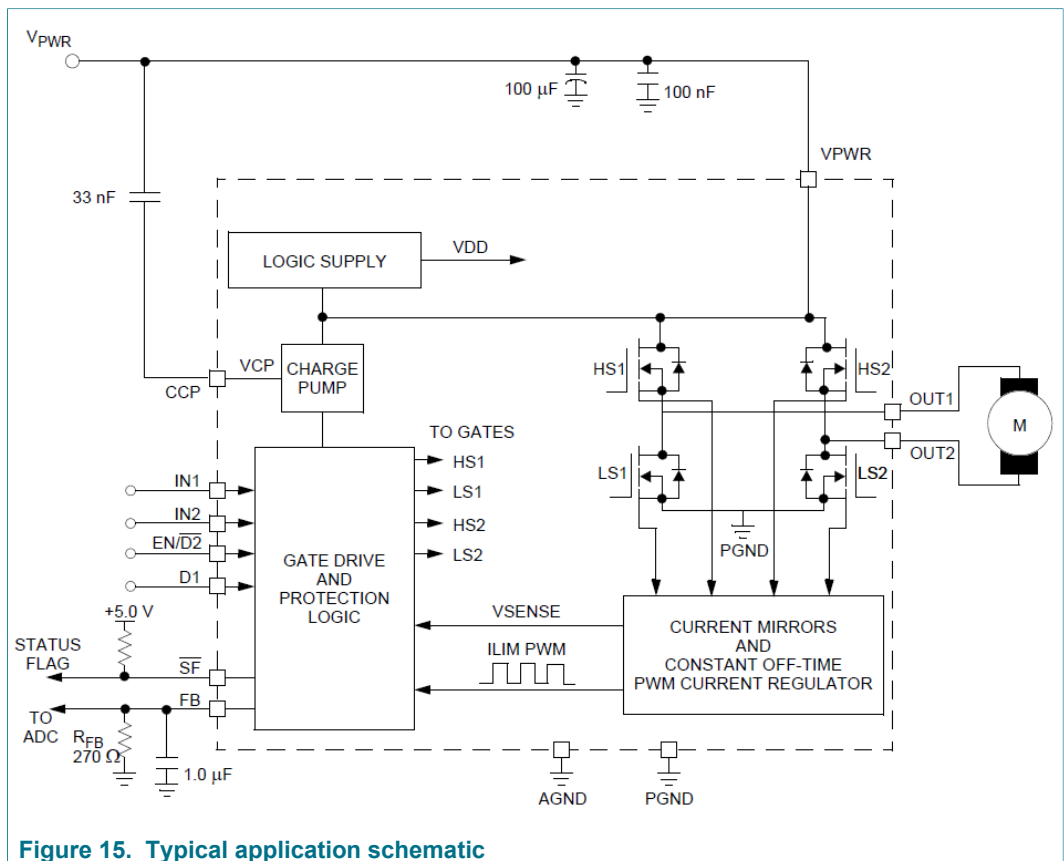 VPWR
100 µF
100 nF
VPWR
33 nF
LOGIC SUPPLY
VDD
VCP
CCP
CHARGE
PUMP
HS1
HS2
OUT1
M
OUT2
TO GATES
HS1
LS1
HS2
LS2
LS1
LS2
PGND
IN1
IN2
EN/D2
D1
GATE DRIVE
AND
PROTECTION
LOGIC
+5.0 V
STATUS
FLAG
SF
FB
TO
ADC
RFB
270 Ω
1.0 µF
VSENSE
ILIM PWM
CURRENT MIRRORS
AND
CONSTANT OFF-TIME
PWM CURRENT REGULATOR
AGND
PGND
Figure 15. Typical application schematic